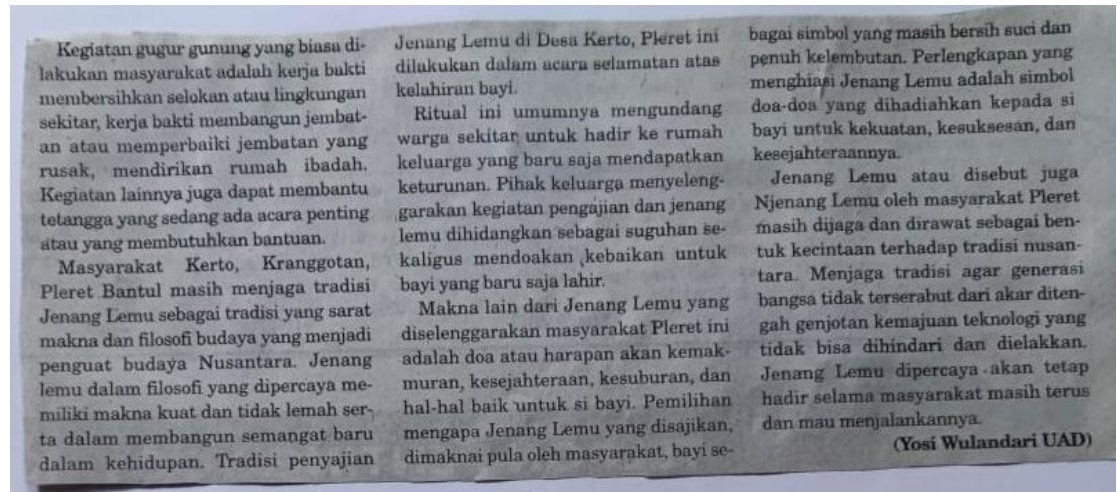 Kegiatan gugur gunung yang biasa di-
lakukan masyarakat adalah kerja bakti
membersihkan selokan atau lingkungan
sekitar, kerja bakti membangun jembat-
an atau memperbaiki jembatan yang
rusak, mendirikan rumah ibadah.
Kegiatan lainnya juga dapat membantu
tetangga yang sedang ada acara penting
atau yang membutuhkan bantuan.
Masyarakat Kerto, Kranggotan,
Pleret Bantul masih menjaga tradisi
Jenang Lemu sebagai tradisi yang sarat
makna dan filosofi budaya yang menjadi
penguat budaya Nusantara. Jenang
lemu dalam filosofi yang dipercaya me-
miliki makna kuat dan tidak lemah ser-
ta dalam membangun semangat baru
dalam kehidupan. Tradisi penyajian
Jenang Lemu di Desa Kerto, Pleret ini
dilakukan dalam acara selamatan atas
kelahiran bayi.
Ritual ini umumnya mengundang
warga sekitar untuk hadir ke rumah
keluarga yang baru saja mendapatkan
keturunan. Pihak keluarga menyeleng-
garakan kegiatan pengajian dan jenang
lemu dihidangkan sebagai suguhan se-
kaligus mendoakan kebaikan untuk
bayi yang baru saja lahir.
Makna lain dari Jenang Lemu yang
diselenggarakan masyarakat Pleret ini
adalah doa atau harapan akan kemak-
muran, kesejahteraan, kesuburan, dan
hal-hal baik untuk si bayi. Pemilihan
mengapa Jenang Lemu yang disajikan,
dimaknai pula oleh masyarakat, bayi se-
bagai simbol yang masih bersih suci dan
penuh kelembutan. Perlengkapan yang
menghiasi Jenang Lemu adalah simbol
doa-doa yang dihadiahkan kepada si
bayi untuk kekuatan, kesuksesan, dan
kesejahteraannya.
Jenang Lemu atau disebut juga
Njenang Lemu oleh masyarakat Pleret
masih dijaga dan dirawat sebagai ben-
tuk kecintaan terhadap tradisi nusan-
tara. Menjaga tradisi agar generasi
bangsa tidak terserabut dari akar diten-
gah genjotan kemajuan teknologi yang
tidak bisa dihindari dan dielakkan.
Jenang Lemu dipercaya akan tetap
hadir selama masyarakat masih terus
dan mau menjalankannya.
(Yosi Wulandari UAD)